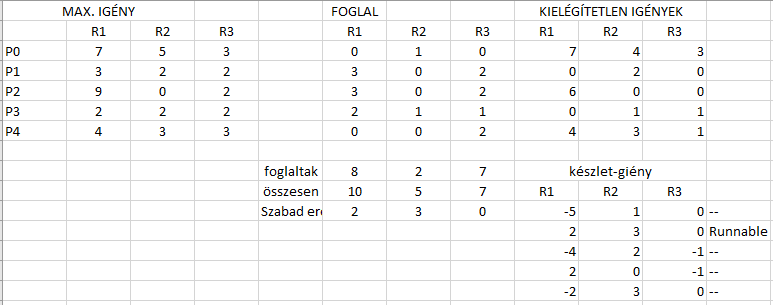 MAX. IGÉNY FOGLAL KIELÉGÍTETLEN IGÉNYEK
R1 R2 R3 R1 R2 R3 R1 R2 R3
P0 7 5 3 0 1 0 7 4 3
P1 3 2 2 3 0 2 0 2 0
P2 9 0 2 3 0 2 6 0 0
P3 2 2 2 2 1 1 0 1 1
P4 4 3 3 0 0 2 4 3 1
foglaltak 8 2 7 készlet-giény
összesen 10 5 7 R1 R2 R3
Szabad erő 2 3 0 -5 1 0 --
2 3 0 Runnable
-4 2 -1 --
2 0 -1 --
-2 3 0 --